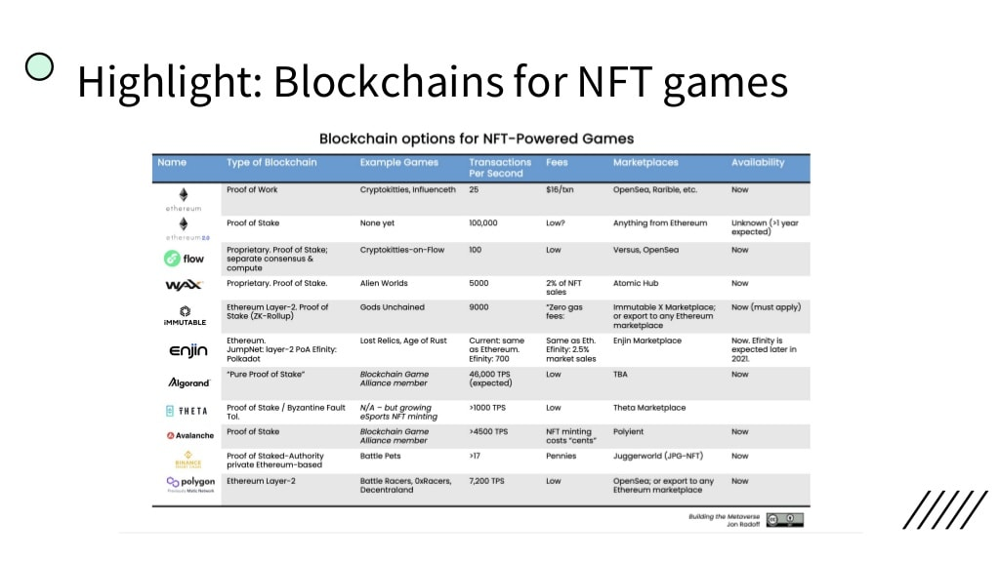 Highlight: Blockchains for NFT games
Blockchain options for NFT-Powered Games
Name Type of Blockchain Example Games Transactions Per Second Fees Marketplaces Availability
ethereum Proof of Work Cryptokitties, Influenceth 25 $16/txn OpenSea, Rarible, etc. Now
ethereum 2.0 Proof of Stake None yet 100,000 Low? Anything from Ethereum Unknown (>1 year expected)
flow Proprietary. Proof of Stake; separate consensus & compute Cryptokitties-on-Flow 100 Low Versus, OpenSea Now
WAX Proprietary. Proof of Stake. Alien Worlds 5000 2% of NFT sales Atomic Hub Now
IMMUTABLE Ethereum Layer-2. Proof of Stake (ZK-Rollup) Gods Unchained 9000 "Zero gas fees: Immutable X Marketplace; or export to any Ethereum marketplace Now (must apply)
enjin Ethereum. JumpNet: layer-2 PoA Efinity: Polkadot Lost Relics, Age of Rust Current: same as Ethereum. Efinity: 700 Same as Eth. Efinity: 2.5% market sales Enjin Marketplace Now. Efinity is expected later in 2021.
Algorand "Pure Proof of Stake" Blockchain Game Alliance member 46,000 TPS (expected) Low TBA Now
THETA Proof of Stake / Byzantine Fault Tol. N/A – but growing eSports NFT minting >1000 TPS Low Theta Marketplace
Avalanche Proof of Stake Blockchain Game Alliance member >4500 TPS NFT minting costs "cents" Polyient Now
BINANCE Proof of Staked-Authority private Ethereum-based Battle Pets >17 Pennies Juggerworld (JPG-NFT) Now
polygon Previously Matic Network Ethereum Layer-2 Battle Racers, 0xRacers, Decentraland 7,200 TPS Low OpenSea; or export to any Ethereum marketplace Now
Building the Metaverse
Jon Radoff